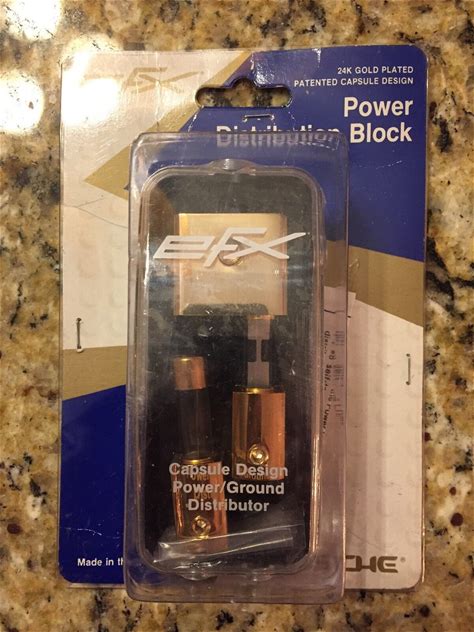 eFX
24K GOLD PLATED
PATENTED CAPSULE DESIGN
Power
Distribution Block
eFX
Capsule Design
Power/Ground
Distributor
Made in th
CHE